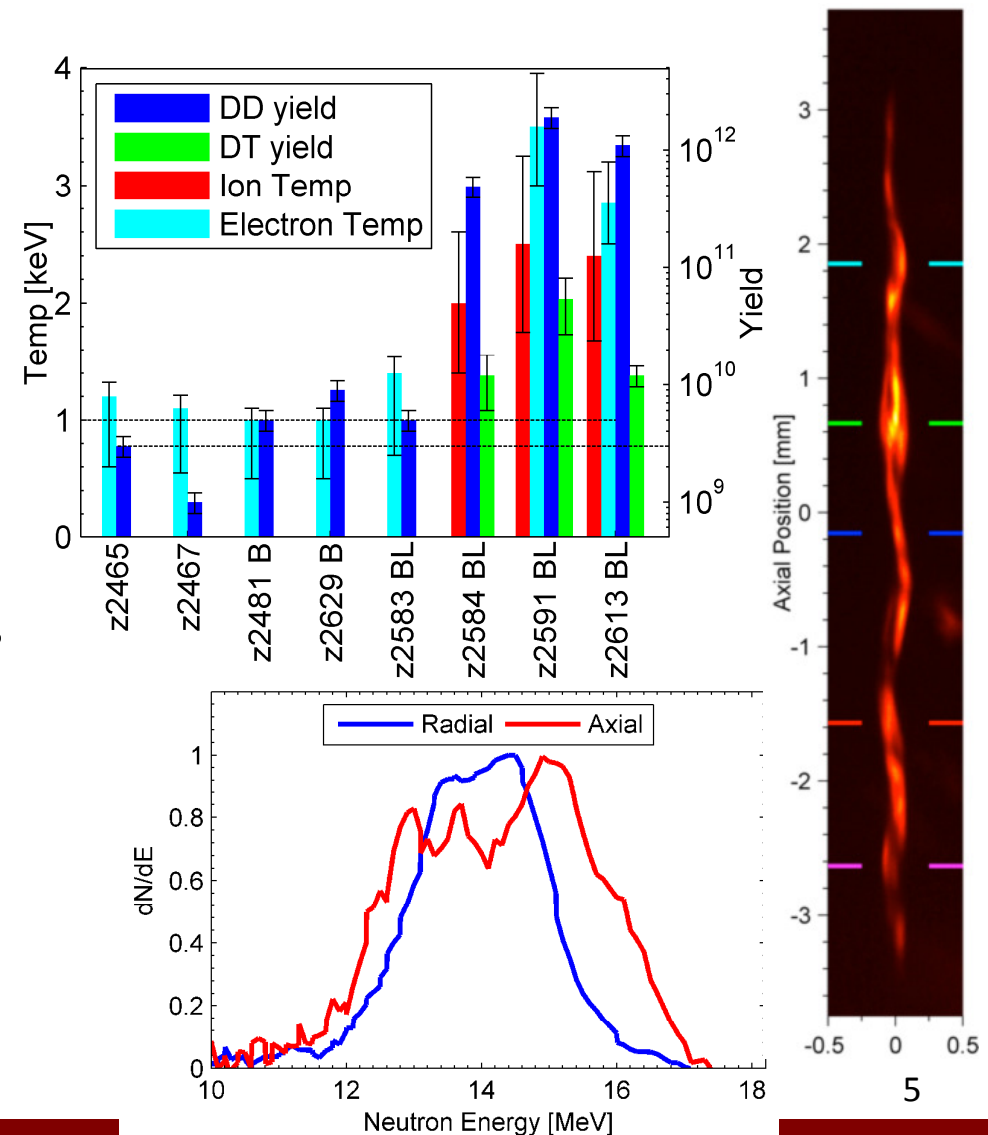 4
3
2
1
0
Temp [keV]
DD yield
DT yield
Ion Temp
Electron Temp
10^12
10^11
10^10
10^9
Yield
z2465
z2467
z2481 B
z2629 B
z2583 BL
z2584 BL
z2591 BL
z2613 BL
Radial
Axial
1
0.8
0.6
0.4
0.2
0
dN/dE
10
12
14
16
18
Neutron Energy [MeV]
3
2
1
0
-1
-2
-3
Axial Position [mm]
-0.5
0
0.5
5